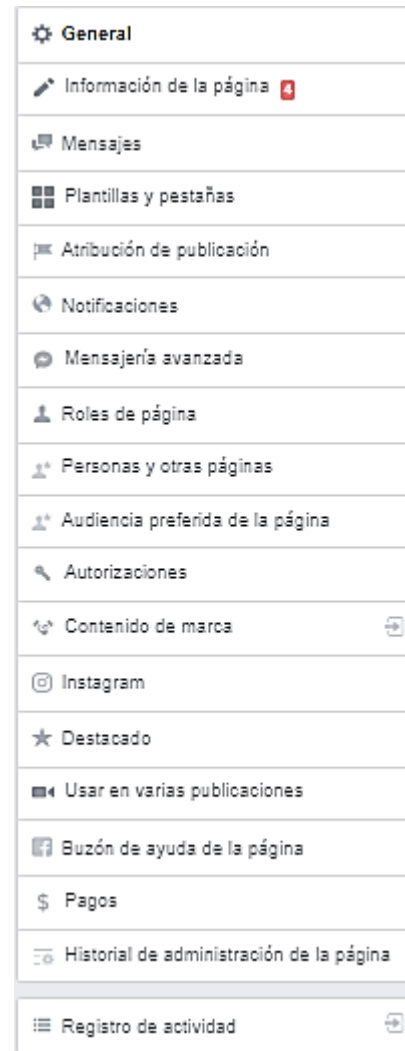 General
Información de la página 4
Mensajes
Plantillas y pestañas
Atribución de publicación
Notificaciones
Mensajería avanzada
Roles de página
Personas y otras páginas
Audiencia preferida de la página
Autorizaciones
Contenido de marca
Instagram
Destacado
Usar en varias publicaciones
Buzón de ayuda de la página
$ Pagos
Historial de administración de la página
Registro de actividad